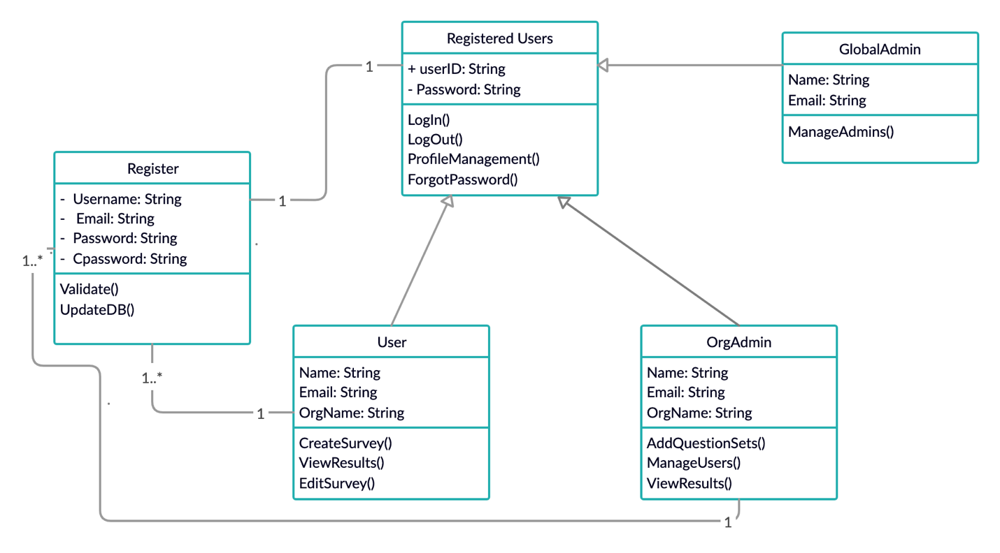 Registered Users
+ userID: String
- Password: String
LogIn()
LogOut()
ProfileManagement()
ForgotPassword()
GlobalAdmin
Name: String
Email: String
ManageAdmins()
1
1
Register
- Username: String
- Email: String
- Password: String
- Cpassword: String
Validate()
UpdateDB()
1..*
1..*
1
User
Name: String
Email: String
OrgName: String
CreateSurvey()
ViewResults()
EditSurvey()
OrgAdmin
Name: String
Email: String
OrgName: String
AddQuestionSets()
ManageUsers()
ViewResults()
1